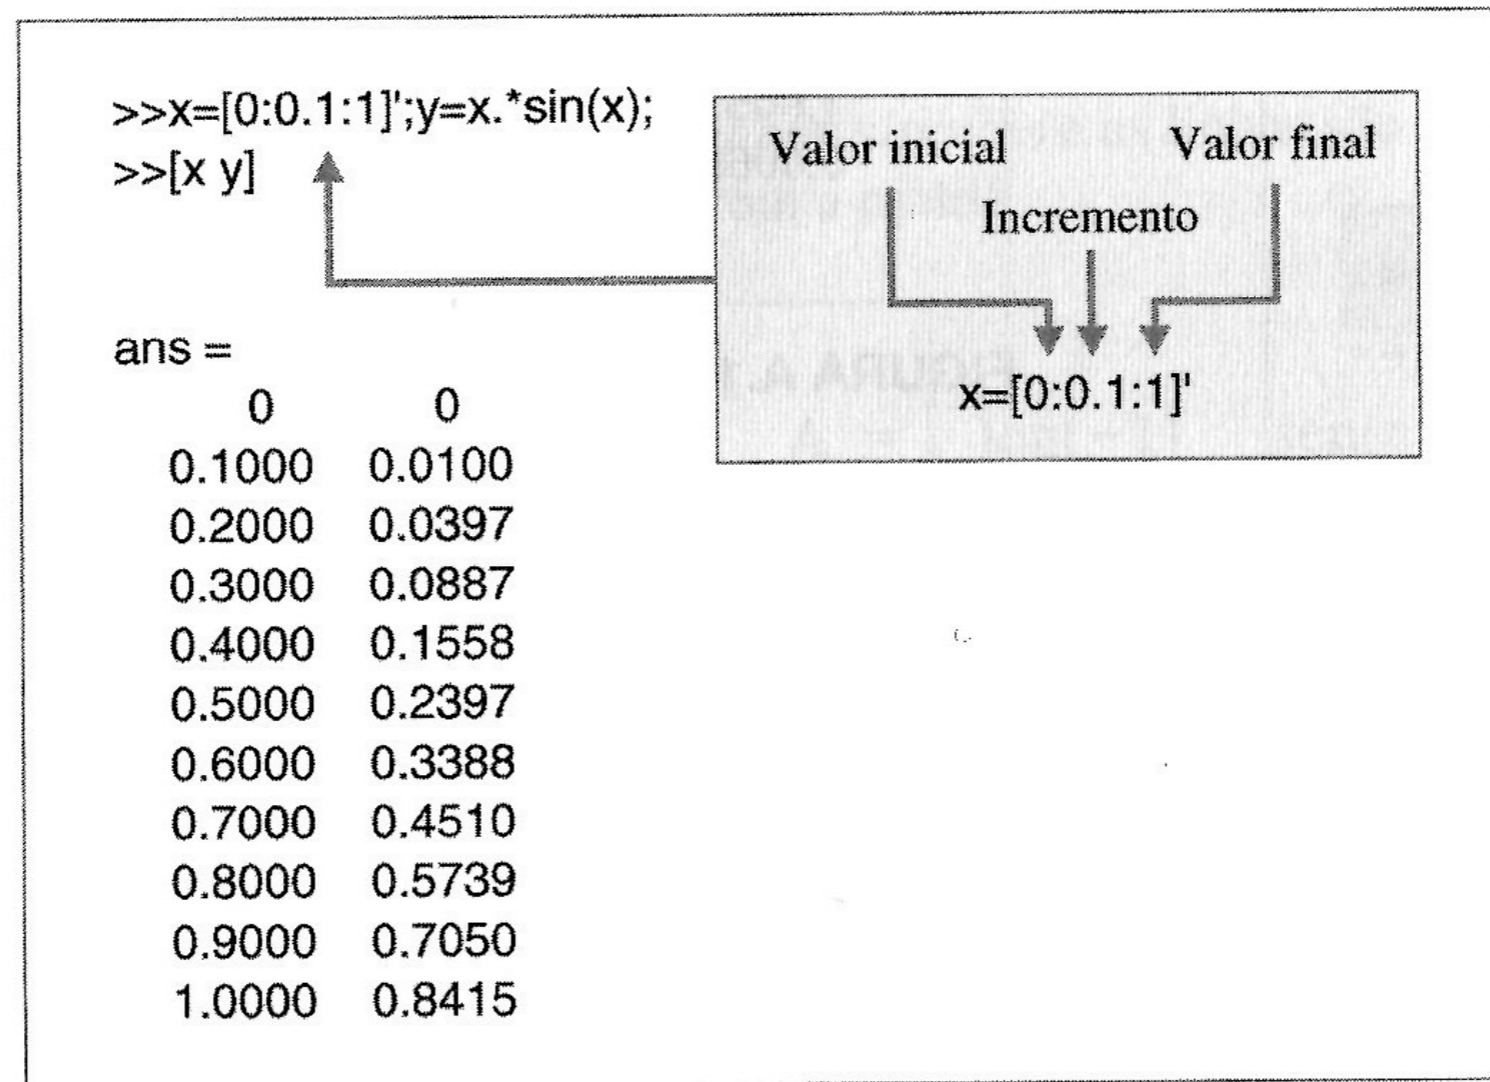 >>x=[0:0.1:1]';y=x.*sin(x);
>>[x y]
Valor inicial
Valor final
Incremento
x=[0:0.1:1]'
ans =
0 0
0.1000 0.0100
0.2000 0.0397
0.3000 0.0887
0.4000 0.1558
0.5000 0.2397
0.6000 0.3388
0.7000 0.4510
0.8000 0.5739
0.9000 0.7050
1.0000 0.8415